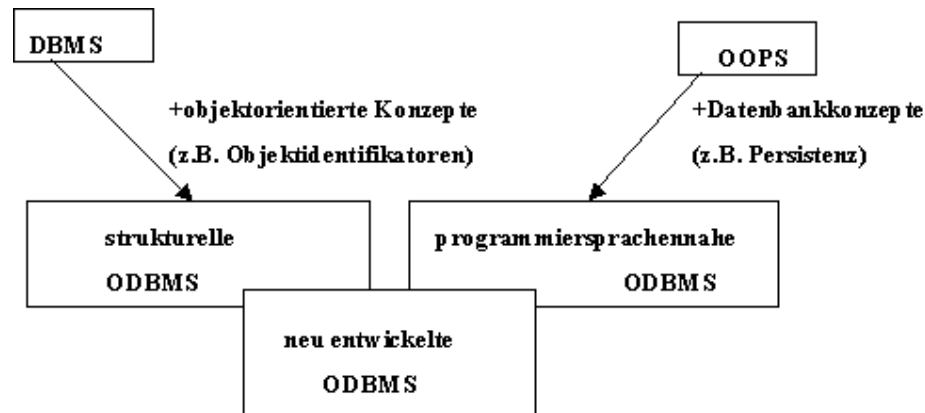 DBMS
OOPS
+objektorientierte Konzepte
(z.B. Objektidentifikatoren)
+Datenbankkonzepte
(z.B. Persistenz)
strukturelle
ODBMS
programmiersprachennahe
ODBMS
neu entwickelte
ODBMS